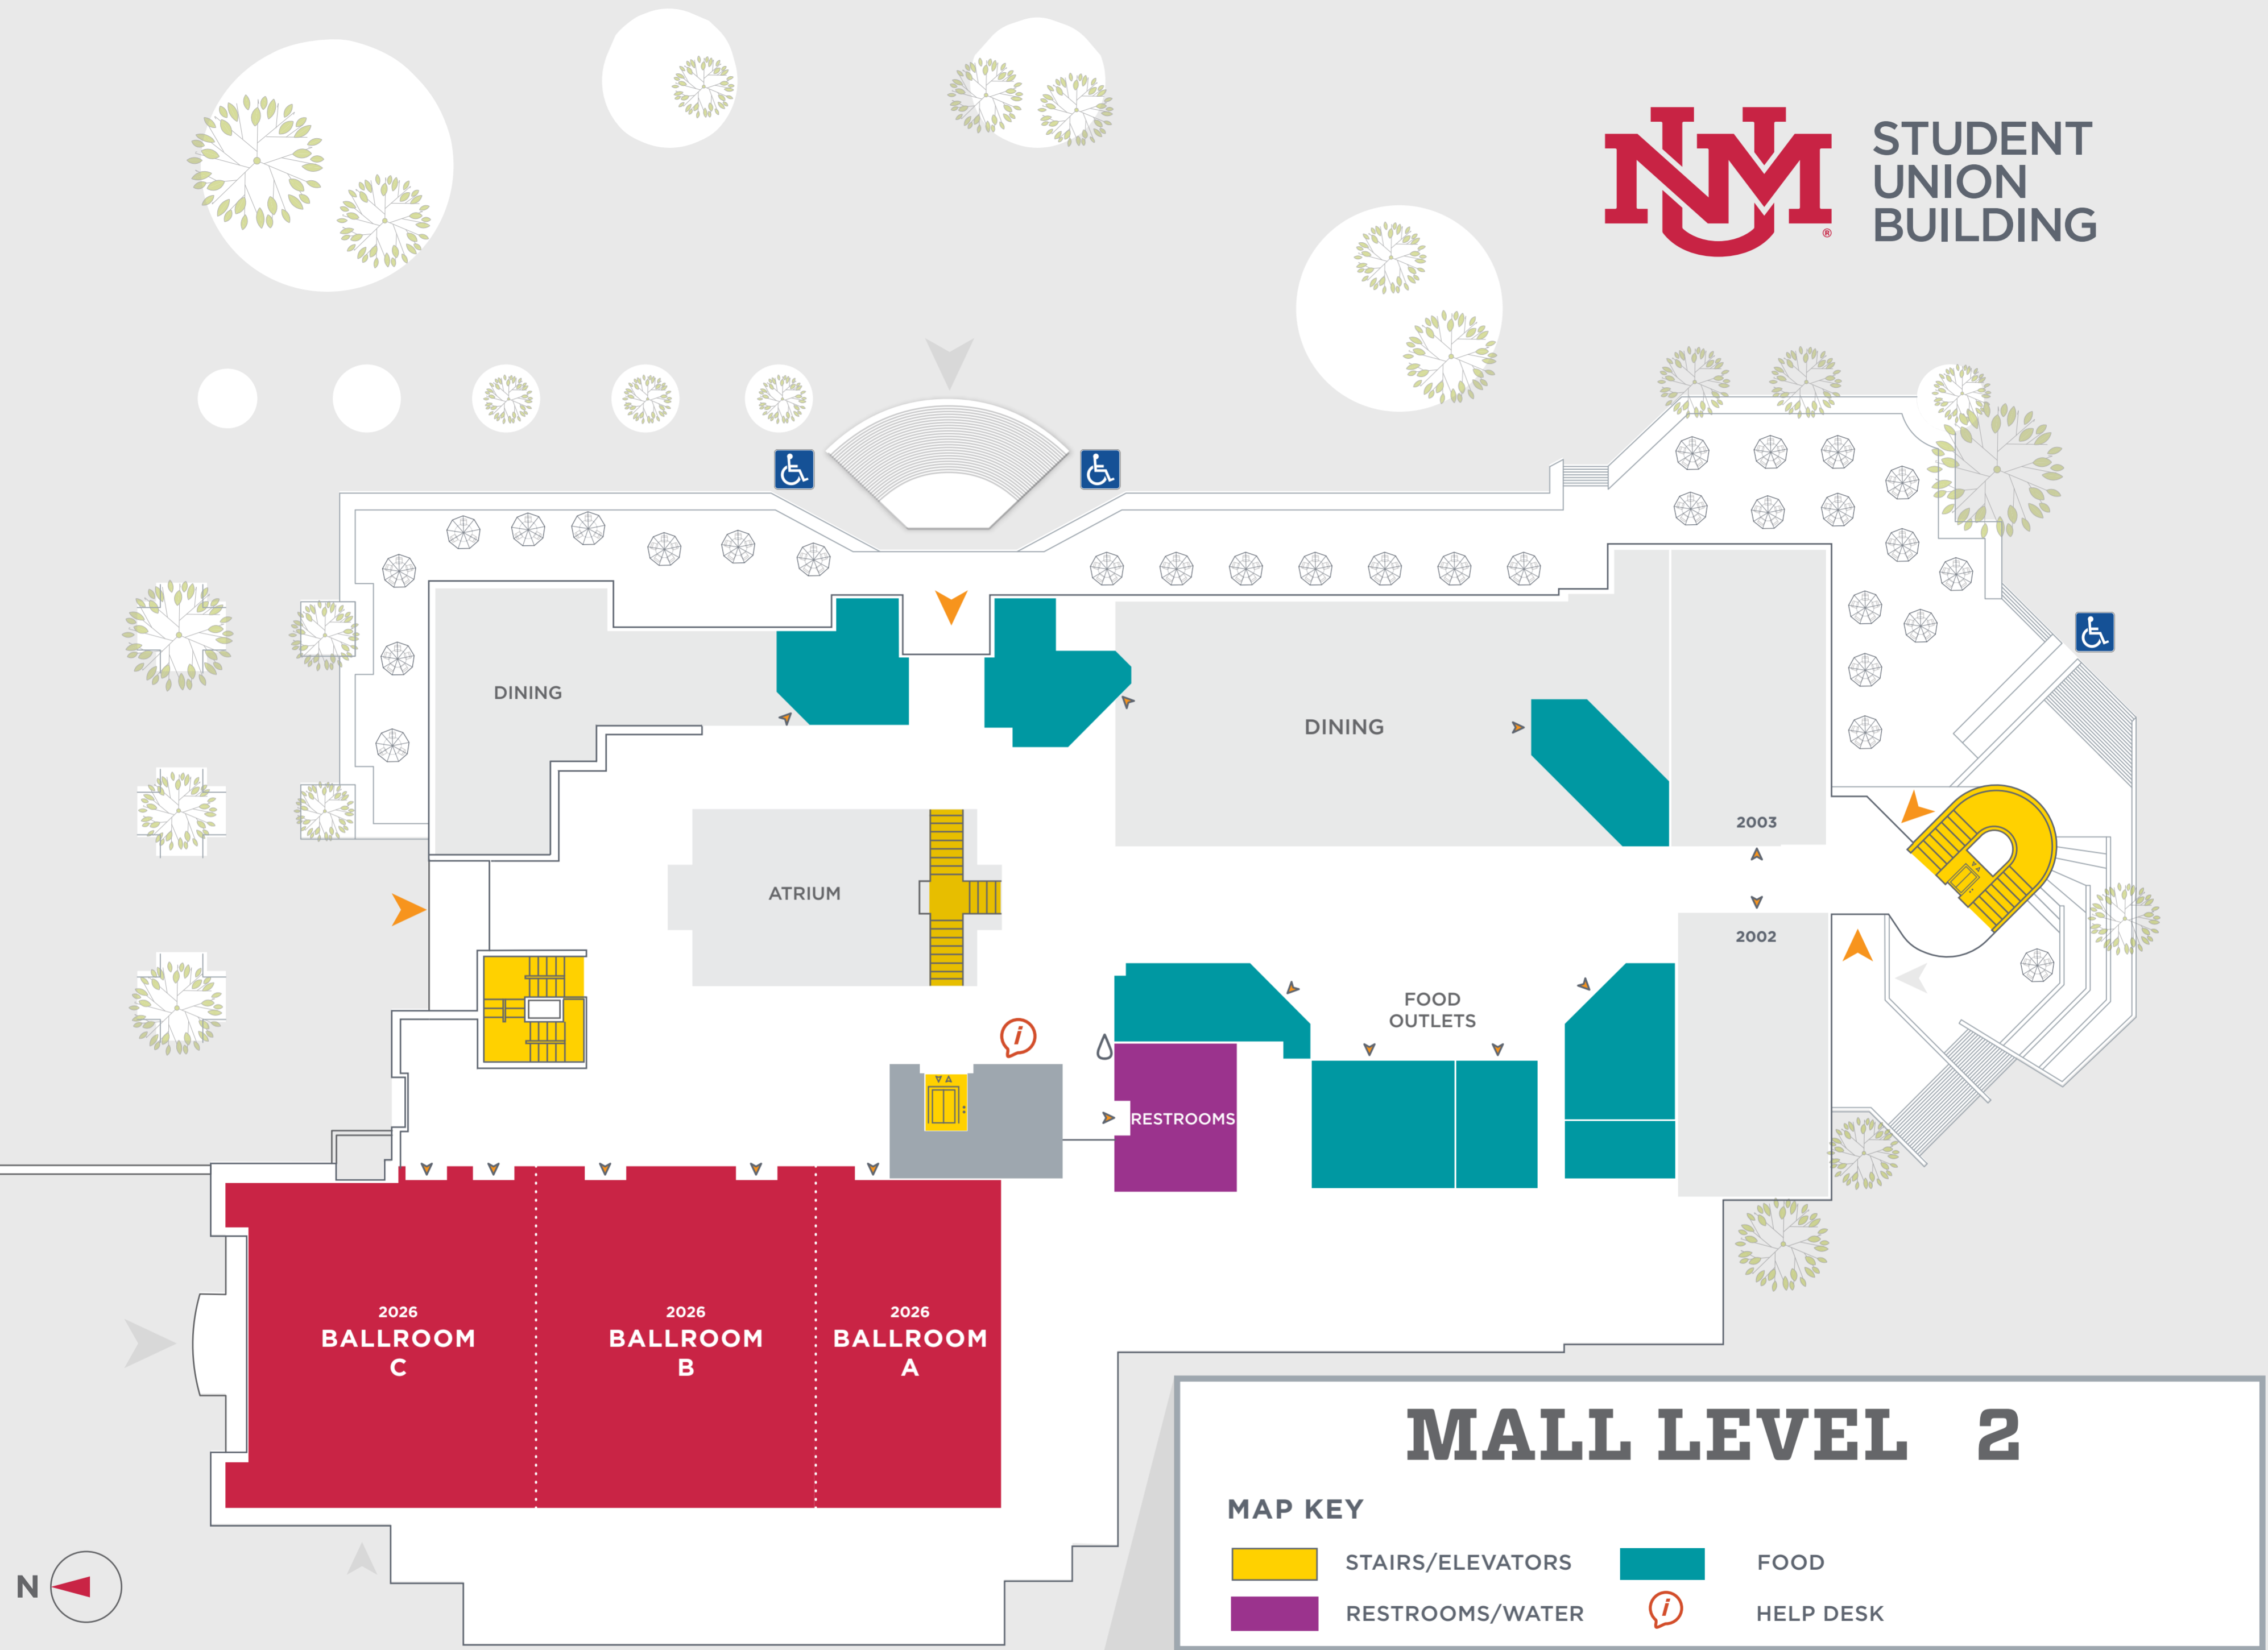 UNM
®
STUDENT
UNION
BUILDING
DINING
DINING
2003
ATRIUM
2002
i
FOOD
OUTLETS
RESTROOMS
2026
BALLROOM
C
2026
BALLROOM
B
2026
BALLROOM
A
MALL LEVEL 2
MAP KEY
STAIRS/ELEVATORS
FOOD
RESTROOMS/WATER
i
HELP DESK
N